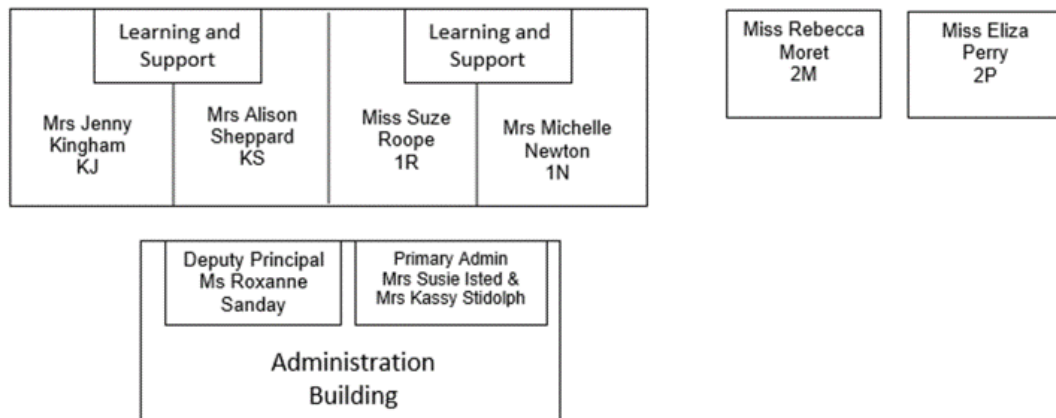 Learning and
Support
Learning and
Support
Mrs Jenny
Kingham
KJ
Mrs Alison
Sheppard
KS
Miss Suze
Roope
1R
Mrs Michelle
Newton
1N
Miss Rebecca
Moret
2M
Miss Eliza
Perry
2P
Deputy Principal
Ms Roxanne
Sanday
Primary Admin
Mrs Susie Isted &
Mrs Kassy Stidolph
Administration
Building